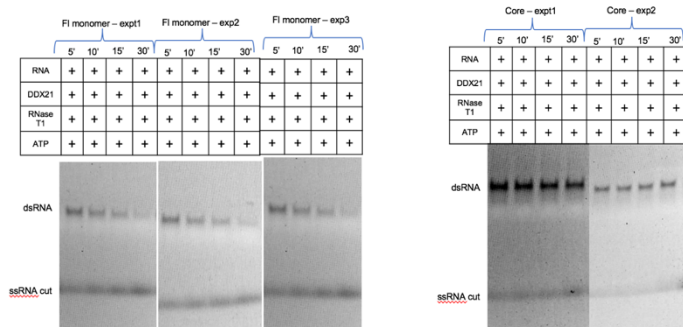 Fl monomer – expt1 Fl monomer – exp2 Fl monomer – exp3
5' 10' 15' 30' 5' 10' 15' 30' 5' 10' 15' 30'
RNA + + + + + + + + + + + +
DDX21 + + + + + + + + + + + +
RNase T1 + + + + + + + + + + + +
ATP + + + + + + + + + + + +
dsRNA
ssRNA cut
Core – expt1 Core – exp2
5' 10' 15' 30' 5' 10' 15' 30'
RNA + + + + + + + +
DDX21 + + + + + + + +
RNase T1 + + + + + + + +
ATP + + + + + + + +
dsRNA
ssRNA cut